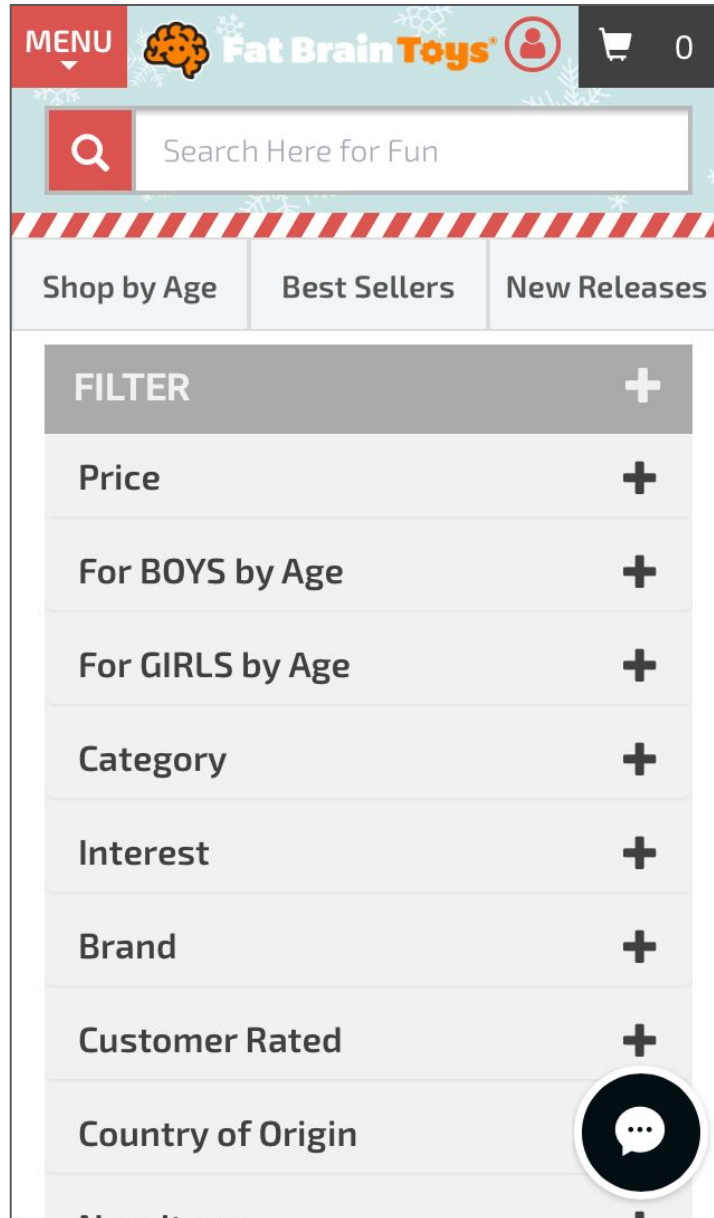 MENU
Fat Brain Toys®
0
Search Here for Fun
Shop by Age
Best Sellers
New Releases
FILTER
Price
For BOYS by Age
For GIRLS by Age
Category
Interest
Brand
Customer Rated
Country of Origin